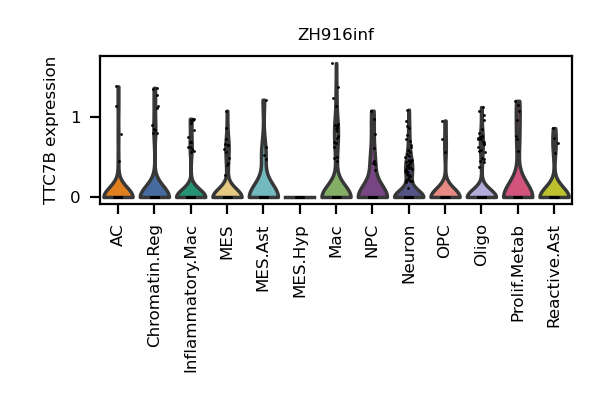 ZH916inf
TTC7B expression
1
0
AC
Chromatin.Reg
Inflammatory.Mac
MES
MES.Ast
MES.Hyp
Mac
NPC
Neuron
OPC
Oligo
Prolif.Metab
Reactive.Ast